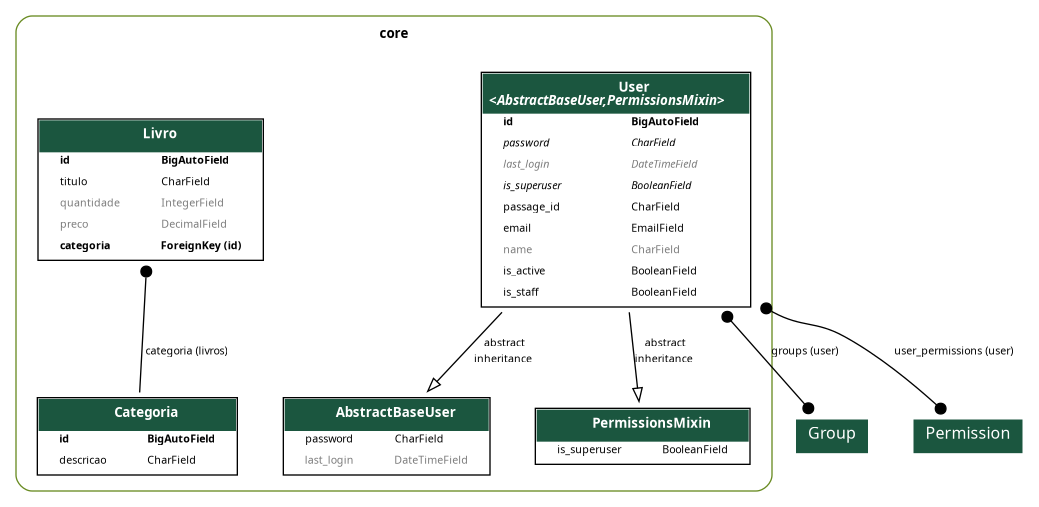 core
Livro
id BigAutoField
titulo CharField
quantidade IntegerField
preco DecimalField
categoria ForeignKey (id)
User
<AbstractBaseUser,PermissionsMixin>
id BigAutoField
password CharField
last_login DateTimeField
is_superuser BooleanField
passage_id CharField
email EmailField
name CharField
is_active BooleanField
is_staff BooleanField
categoria (livros)
abstract
inheritance
abstract
inheritance
groups (user)
user_permissions (user)
Categoria
id BigAutoField
descricao CharField
AbstractBaseUser
password CharField
last_login DateTimeField
PermissionsMixin
is_superuser BooleanField
Group
Permission